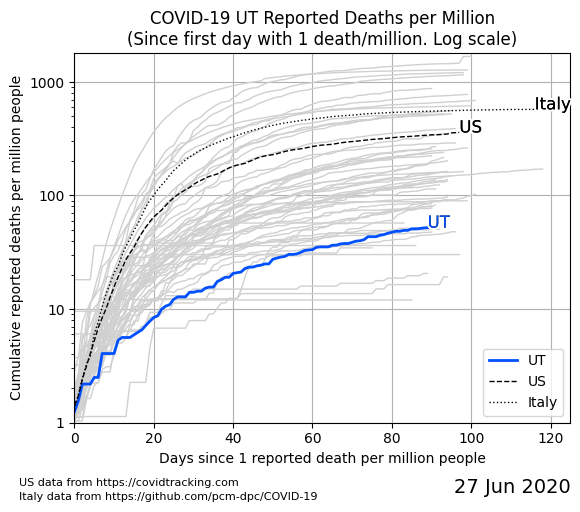 COVID-19 UT Reported Deaths per Million
(Since first day with 1 death/million. Log scale)
Cumulative reported deaths per million people
1000
100
10
1
Italy
US
UT
UT
US
Italy
0 20 40 60 80 100 120
Days since 1 reported death per million people
US data from https://covidtracking.com
Italy data from https://github.com/pcm-dpc/COVID-19
27 Jun 2020